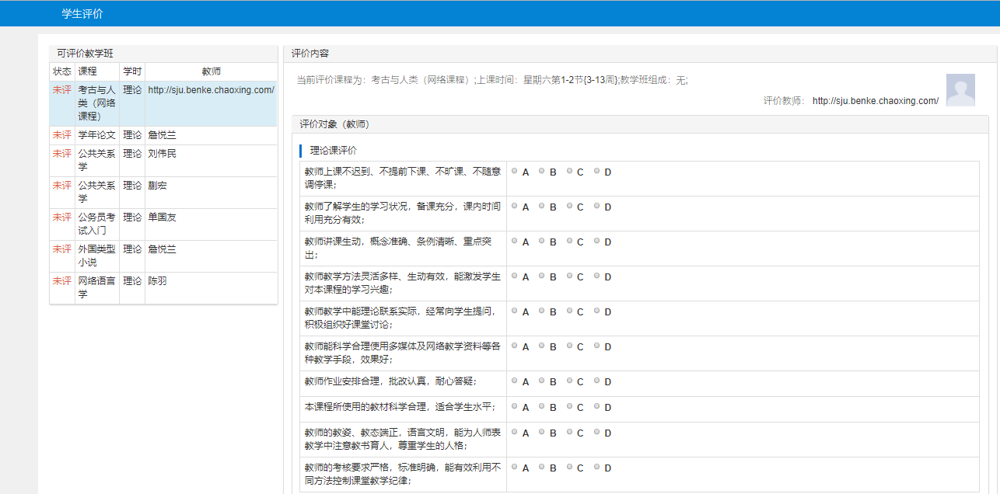 学生评价
可评价教学班
状态 课程 学时 教师
未评 考古与人 理论 http://sju.benke.chaoxing.com/
类（网络
课程）
未评 学年论文 理论 詹悦兰
未评 公共关系 理论 刘伟民
学
未评 公共关系 理论 蒯宏
学
未评 公务员考 理论 单国友
试入门
未评 外国类型 理论 詹悦兰
小说
未评 网络语言 理论 陈羽
学
评价内容
当前评价课程为：考古与人类（网络课程）;上课时间：星期六第1-2节{3-13周};教学班组成：无;
评价教师： http://sju.benke.chaoxing.com/
评价对象（教师）
理论课评价
教师上课不迟到、不提前下课、不旷课、不随意 A B C D
调停课；
教师了解学生的学习状况，备课充分，课内时间 A B C D
利用充分有效；
教师讲课生动，概念准确、条例清晰、重点突 A B C D
出；
教师教学方法灵活多样、生动有效，能激发学生 A B C D
对本课程的学习兴趣；
教师教学中能理论联系实际，经常向学生提问， A B C D
积极组织好课堂讨论；
教师能科学合理使用多媒体及网络教学资料等各 A B C D
种教学手段，效果好；
教师作业安排合理，批改认真，耐心答疑； A B C D
本课程所使用的教材科学合理，适合学生水平； A B C D
教师的教姿、教态端正，语言文明，能为人师表 A B C D
教学中注意教书育人，尊重学生的人格；
教师的考核要求严格，标准明确，能有效利用不 A B C D
同方法控制课堂教学纪律；